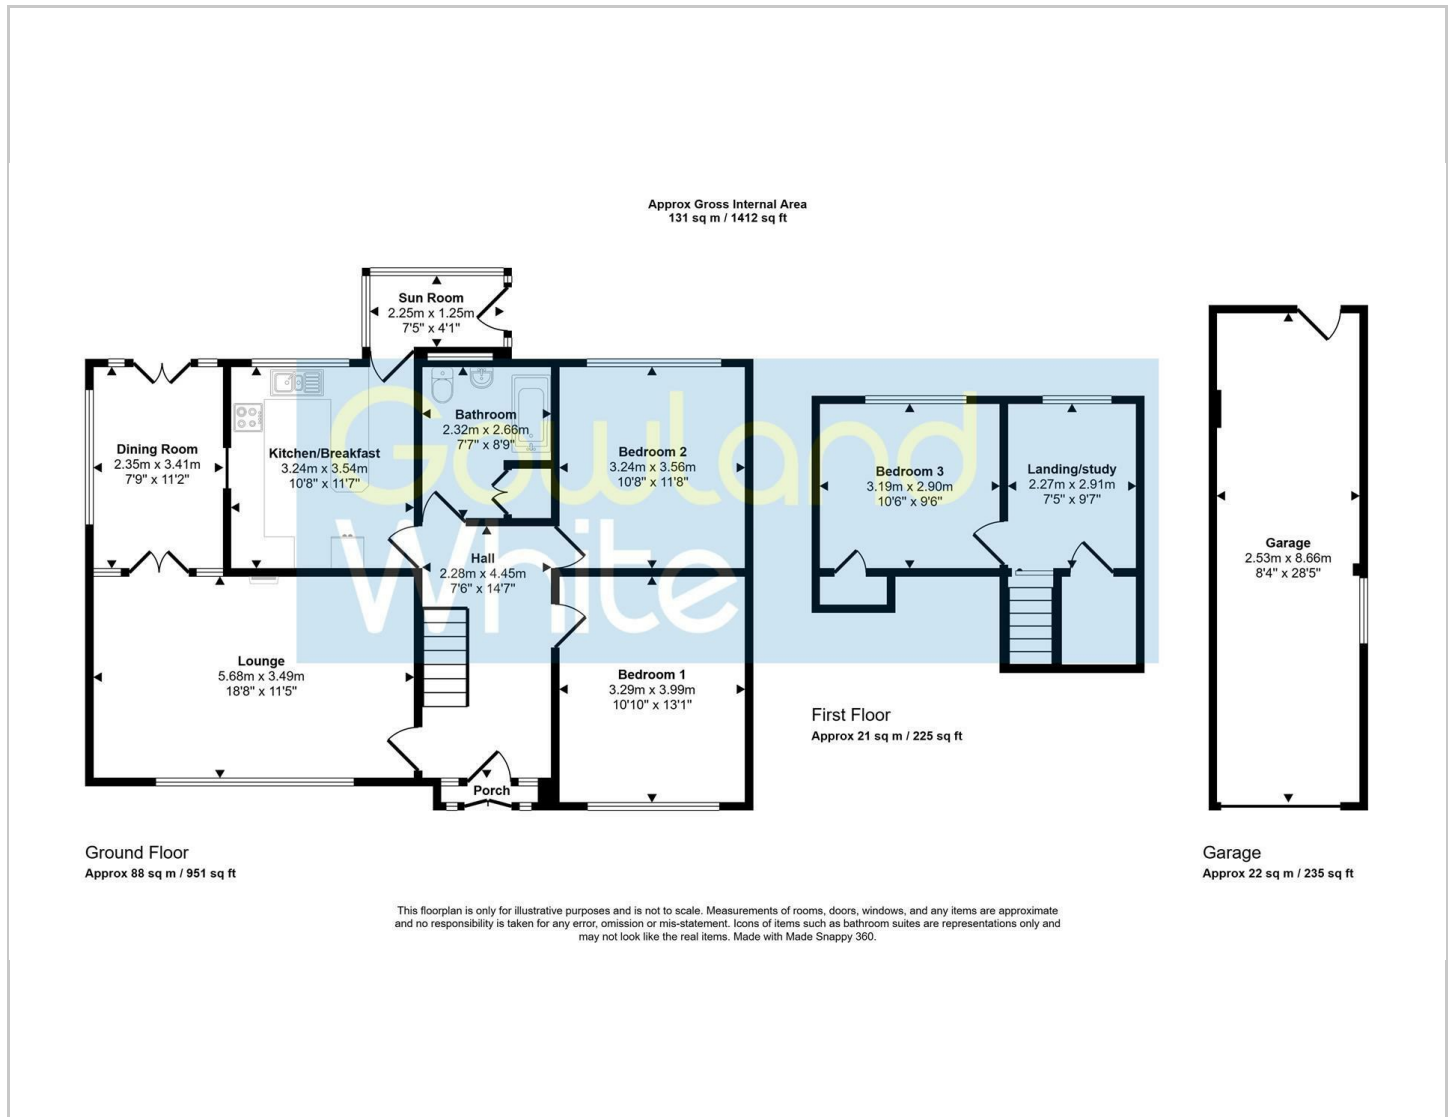 Approx Gross Internal Area
131 sq m / 1412 sq ft
Sun Room
2.25m x 1.25m
7'5" x 4'1"
Dining Room
2.35m x 3.41m
7'9" x 11'2"
Kitchen/Breakfast
3.24m x 3.54m
10'8" x 11'7"
Bathroom
2.32m x 2.66m
7'7" x 8'9"
Bedroom 2
3.24m x 3.56m
10'8" x 11'8"
Hall
2.28m x 4.45m
7'6" x 14'7"
Lounge
5.68m x 3.49m
18'8" x 11'5"
Bedroom 1
3.29m x 3.99m
10'10" x 13'1"
Porch
Gowland
White
Ground Floor
Approx 88 sq m / 951 sq ft
Bedroom 3
3.19m x 2.90m
10'6" x 9'6"
Landing/study
2.27m x 2.91m
7'5" x 9'7"
First Floor
Approx 21 sq m / 225 sq ft
Garage
2.53m x 8.66m
8'4" x 28'5"
Garage
Approx 22 sq m / 235 sq ft
This floorplan is only for illustrative purposes and is not to scale. Measurements of rooms, doors, windows, and any items are approximate
and no responsibility is taken for any error, omission or mis-statement. Icons of items such as bathroom suites are representations only and
may not look like the real items. Made with Made Snappy 360.